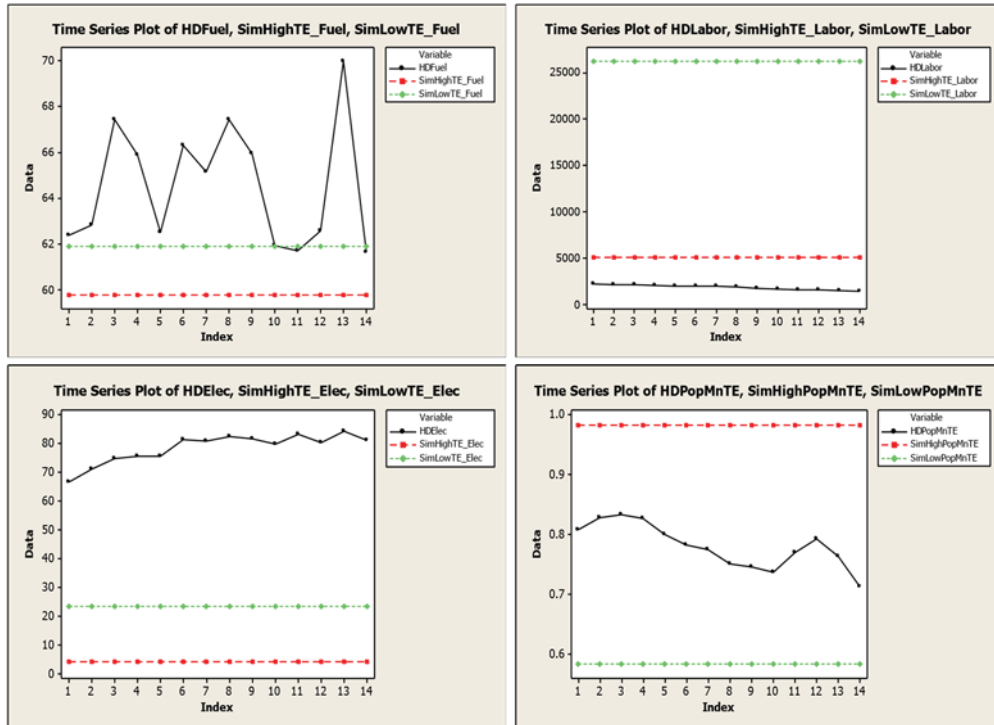 Time Series Plot of HDFuel, SimHighTE_Fuel, SimLowTE_Fuel
Variable
HDFuel
SimHighTE_Fuel
SimLowTE_Fuel
70
68
66
64
62
60
Data
1 2 3 4 5 6 7 8 9 10 11 12 13 14
Index
Time Series Plot of HDLabor, SimHighTE_Labor, SimLowTE_Labor
Variable
HDLabor
SimHighTE_Labor
SimLowTE_Labor
25000
20000
15000
10000
5000
0
Data
1 2 3 4 5 6 7 8 9 10 11 12 13 14
Index
Time Series Plot of HDElec, SimHighTE_Elec, SimLowTE_Elec
Variable
HDElec
SimHighTE_Elec
SimLowTE_Elec
90
80
70
60
50
40
30
20
10
0
Data
1 2 3 4 5 6 7 8 9 10 11 12 13 14
Index
Time Series Plot of HDPopMnTE, SimHighPopMnTE, SimLowPopMnTE
Variable
HDPopMnTE
SimHighPopMnTE
SimLowPopMnTE
1.0
0.9
0.8
0.7
0.6
Data
1 2 3 4 5 6 7 8 9 10 11 12 13 14
Index